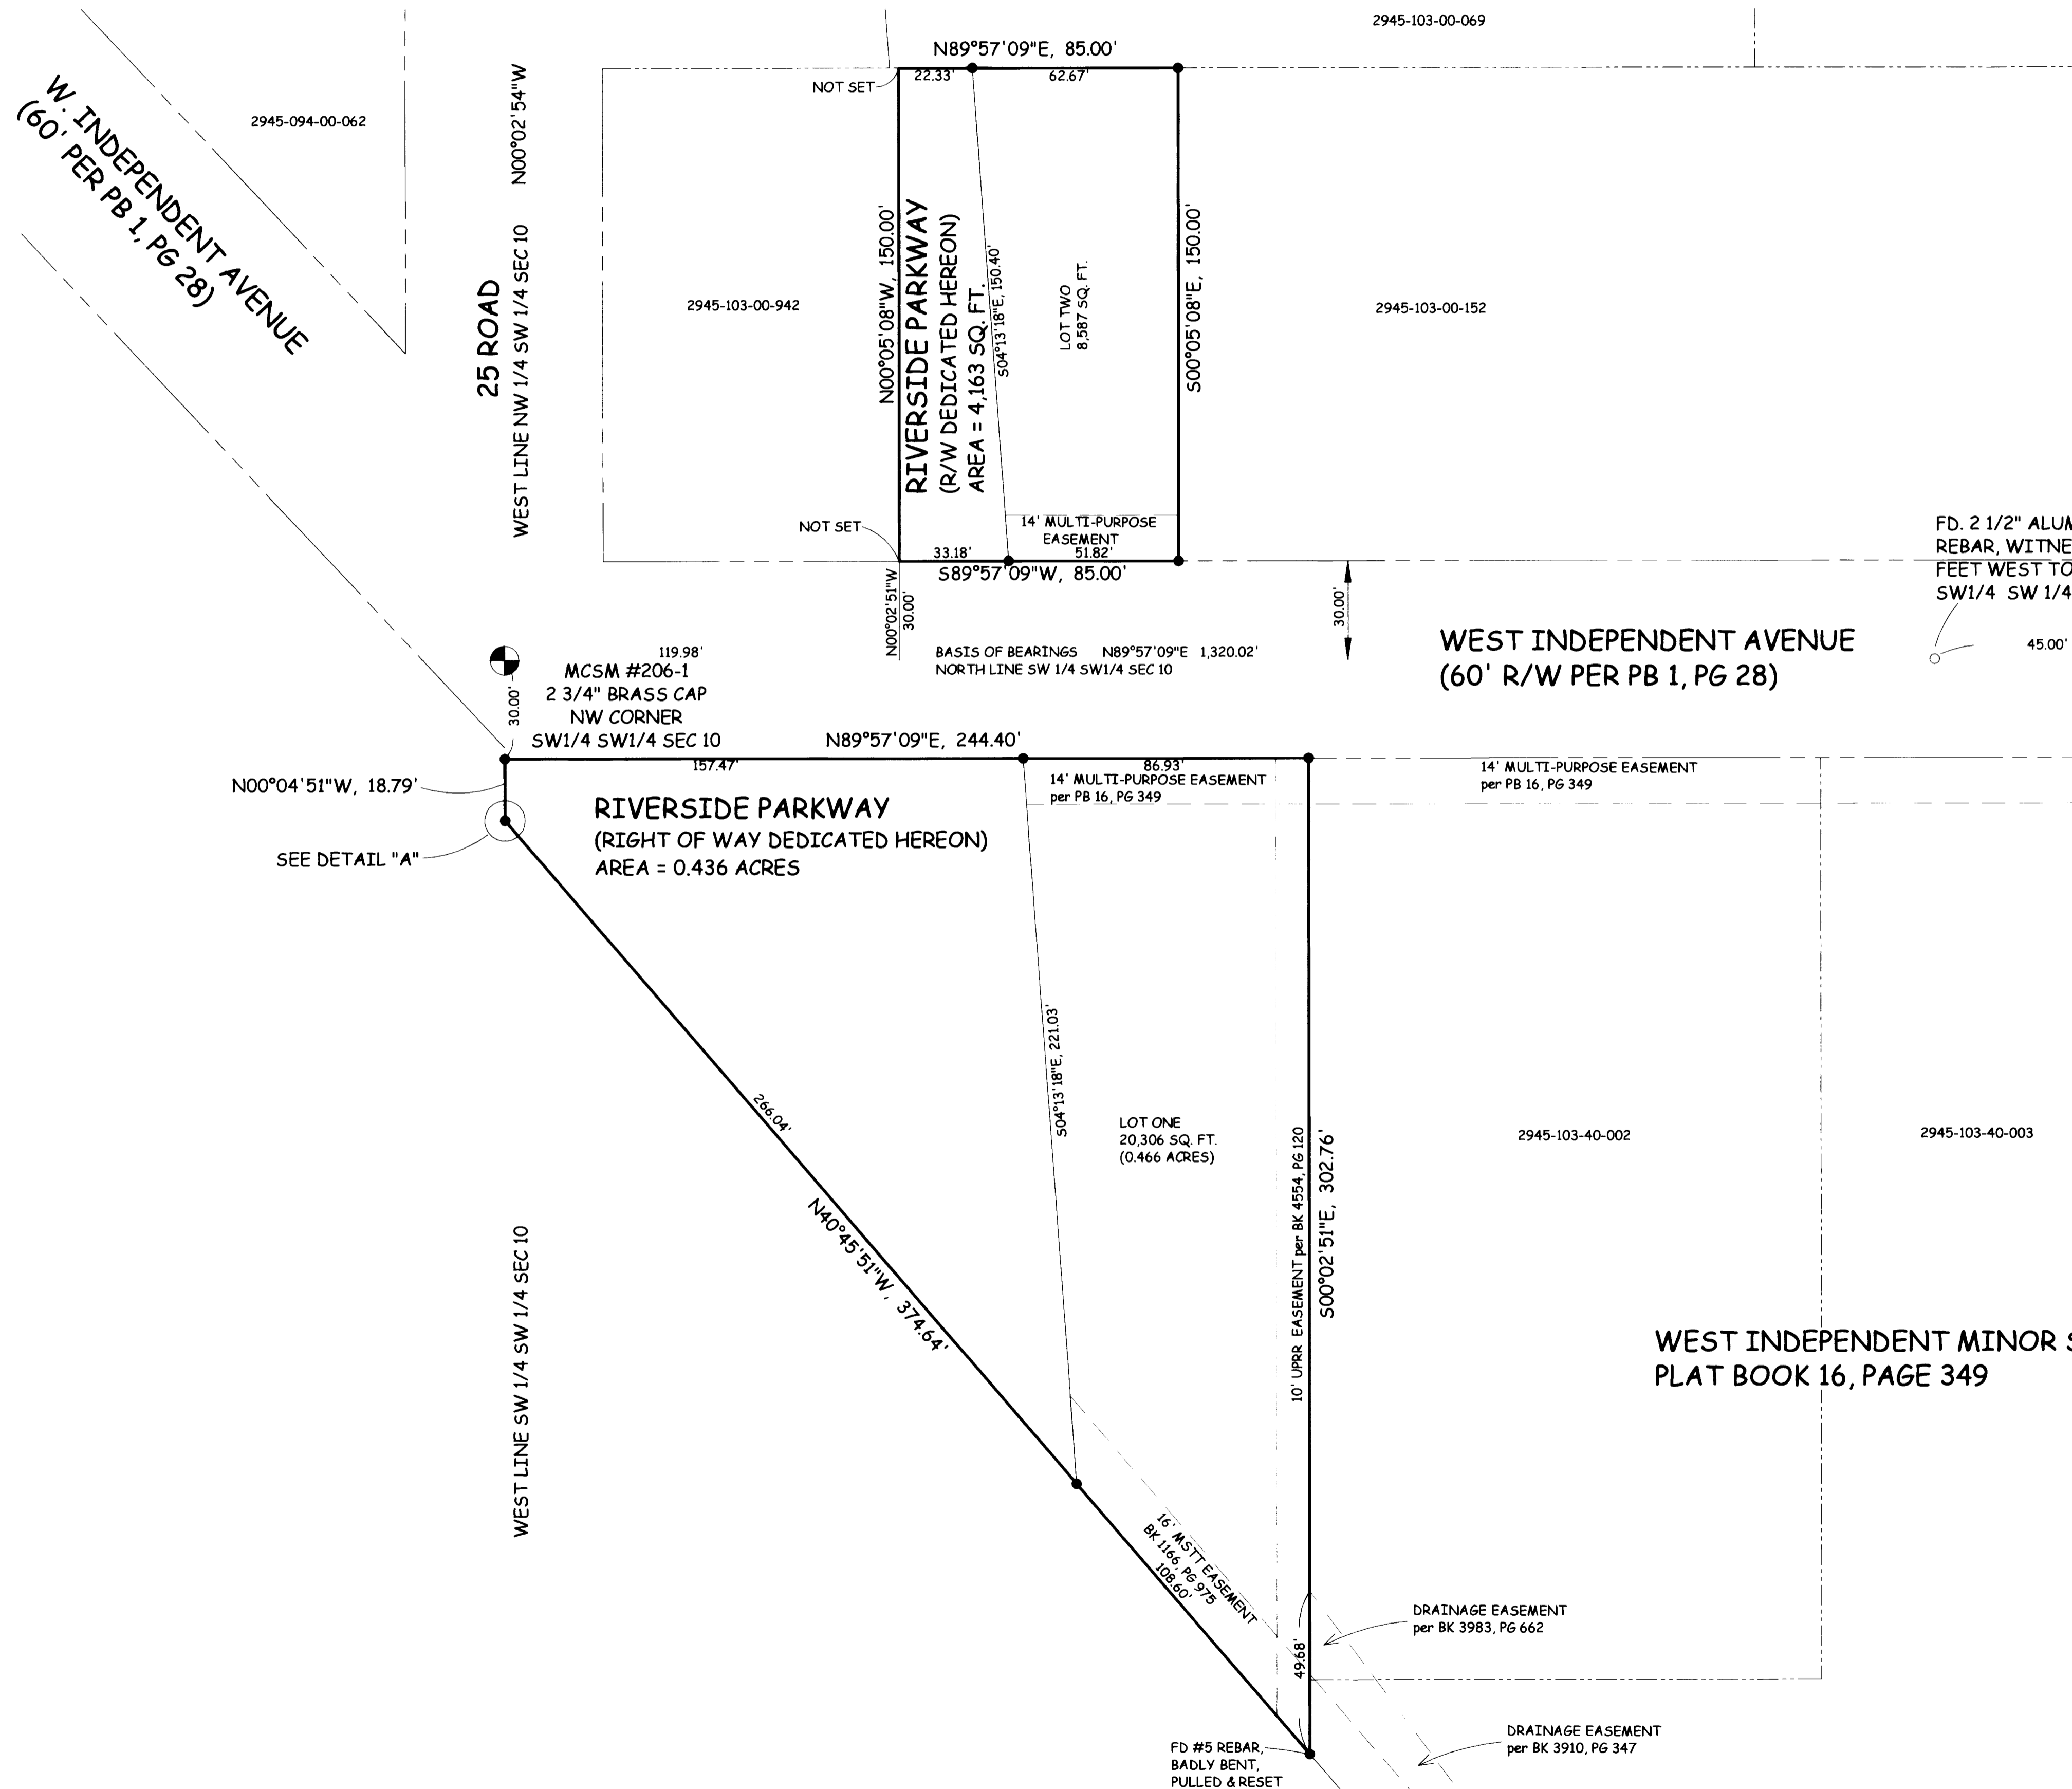 2945-103-00-069
N89°57'09"E, 85.00'
22.33'
62.67'
NOT SET
W. INDEPENDENT AVENUE
(60' PER PB 1, PG 28)
2945-094-00-062
N00°02'54"W
25 ROAD
WEST LINE NW 1/4 SW 1/4 SEC 10
2945-103-00-942
N00°05'08"W, 150.00'
RIVERSIDE PARKWAY
(R/W DEDICATED HEREON)
AREA = 4,163 SQ. FT.
S04°13'18"E, 150.40'
LOT TWO
8,587 SQ. FT.
S00°05'08"E, 150.00'
2945-103-00-152
NOT SET
14' MULTI-PURPOSE
EASEMENT
33.18'
51.82'
S89°57'09"W, 85.00'
N00°02'51"W
30.00'
30.00'
FD. 2 1/2" ALUM
REBAR, WITNE
FEET WEST TO
SW1/4 SW 1/4
45.00'
WEST INDEPENDENT AVENUE
(60' R/W PER PB 1, PG 28)
119.98'
BASIS OF BEARINGS N89°57'09"E 1,320.02'
NORTH LINE SW 1/4 SW1/4 SEC 10
MCSM #206-1
2 3/4" BRASS CAP
NW CORNER
SW1/4 SW1/4 SEC 10
30.00'
N89°57'09"E, 244.40'
157.47'
86.93'
N00°04'51"W, 18.79'
SEE DETAIL "A"
RIVERSIDE PARKWAY
(RIGHT OF WAY DEDICATED HEREON)
AREA = 0.436 ACRES
14' MULTI-PURPOSE EASEMENT
per PB 16, PG 349
14' MULTI-PURPOSE EASEMENT
per PB 16, PG 349
S04°13'18"E, 221.03'
266.04'
N40°45'51"W, 374.64'
LOT ONE
20,306 SQ. FT.
(0.466 ACRES)
10' UPRR EASEMENT per BK 4554, PG 120
S00°02'51"E, 302.76'
2945-103-40-002
2945-103-40-003
WEST LINE SW 1/4 SW 1/4 SEC 10
WEST INDEPENDENT MINOR S
PLAT BOOK 16, PAGE 349
16' MSTT EASEMENT
BK 1166, PG 975
108.60'
49.68'
DRAINAGE EASEMENT
per BK 3983, PG 662
DRAINAGE EASEMENT
per BK 3910, PG 347
FD #5 REBAR,
BADLY BENT,
PULLED & RESET